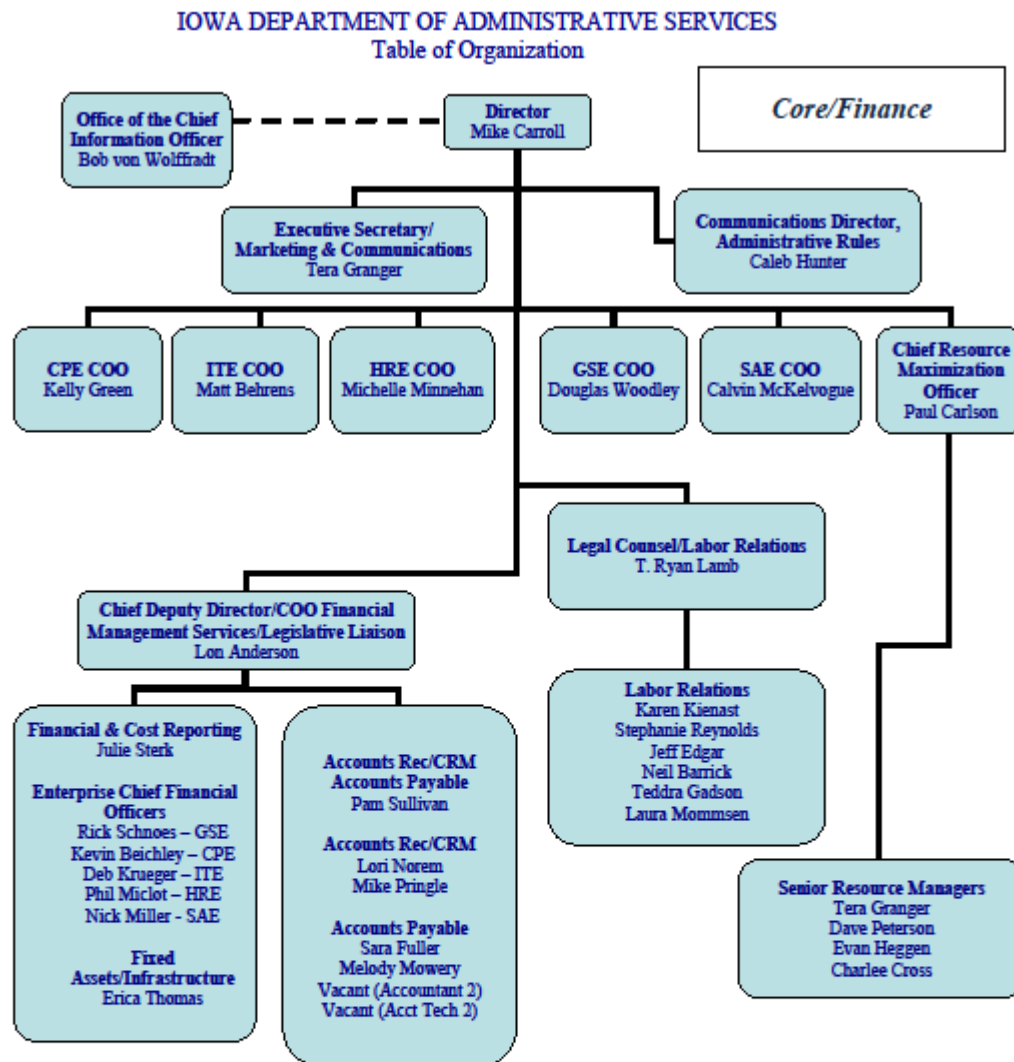 IOWA DEPARTMENT OF ADMINISTRATIVE SERVICES
Table of Organization
Core/Finance
Office of the Chief
Information Officer
Bob von Wolffradt
Director
Mike Carroll
Executive Secretary/
Marketing & Communications
Tera Granger
Communications Director,
Administrative Rules
Caleb Hunter
CPE COO
Kelly Green
ITE COO
Matt Behrens
HRE COO
Michelle Minnehan
GSE COO
Douglas Woodley
SAE COO
Calvin McKelvogue
Chief Resource
Maximization
Officer
Paul Carlson
Legal Counsel/Labor Relations
T. Ryan Lamb
Chief Deputy Director/COO Financial
Management Services/Legislative Liaison
Lon Anderson
Financial & Cost Reporting
Julie Sterk
Enterprise Chief Financial
Officers
Rick Schnoes – GSE
Kevin Beichley – CPE
Deb Krueger – ITE
Phil Miclot – HRE
Nick Miller - SAE
Fixed
Assets/Infrastructure
Erica Thomas
Accounts Rec/CRM
Accounts Payable
Pam Sullivan
Accounts Rec/CRM
Lori Norem
Mike Pringle
Accounts Payable
Sara Fuller
Melody Mowery
Vacant (Accountant 2)
Vacant (Acct Tech 2)
Labor Relations
Karen Kienast
Stephanie Reynolds
Jeff Edgar
Neil Barrick
Teddra Gadson
Laura Mommsen
Senior Resource Managers
Tera Granger
Dave Peterson
Evan Heggen
Charlee Cross